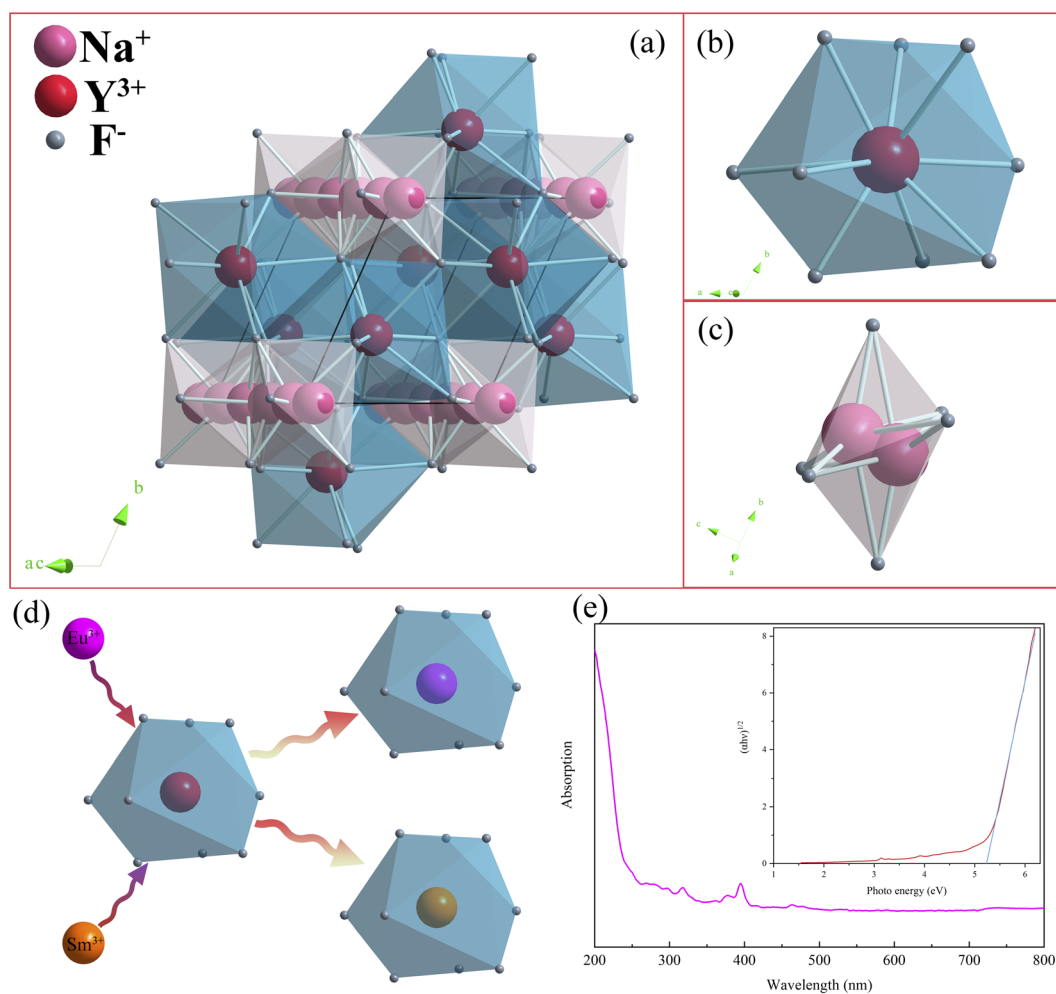 Na⁺
Y³⁺
F⁻
(a)
b
ac
(b)
b
a c
(c)
c b
a
(d)
Eu³⁺
Sm³⁺
(e)
Absorption
200 300 400 500 600 700 800
Wavelength (nm)
(αhν)^1/2
8
6
4
2
0
1 2 3 4 5 6
Photo energy (eV)